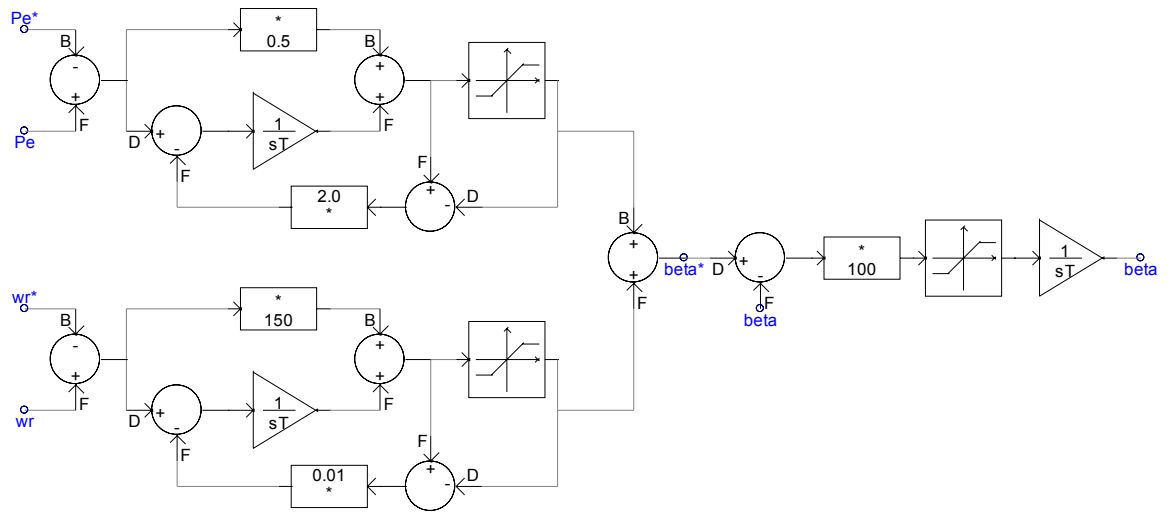 Pe*
B
-
+
F
Pe
*
0.5
D
+
-
F
1
sT
B
+
+
F
F
+
-
D
2.0
*
B
+
+
F
beta*
D
+
-
F
beta
*
100
1
sT
beta
wr*
B
-
+
F
wr
*
150
D
+
-
F
1
sT
B
+
+
F
F
+
-
D
0.01
*